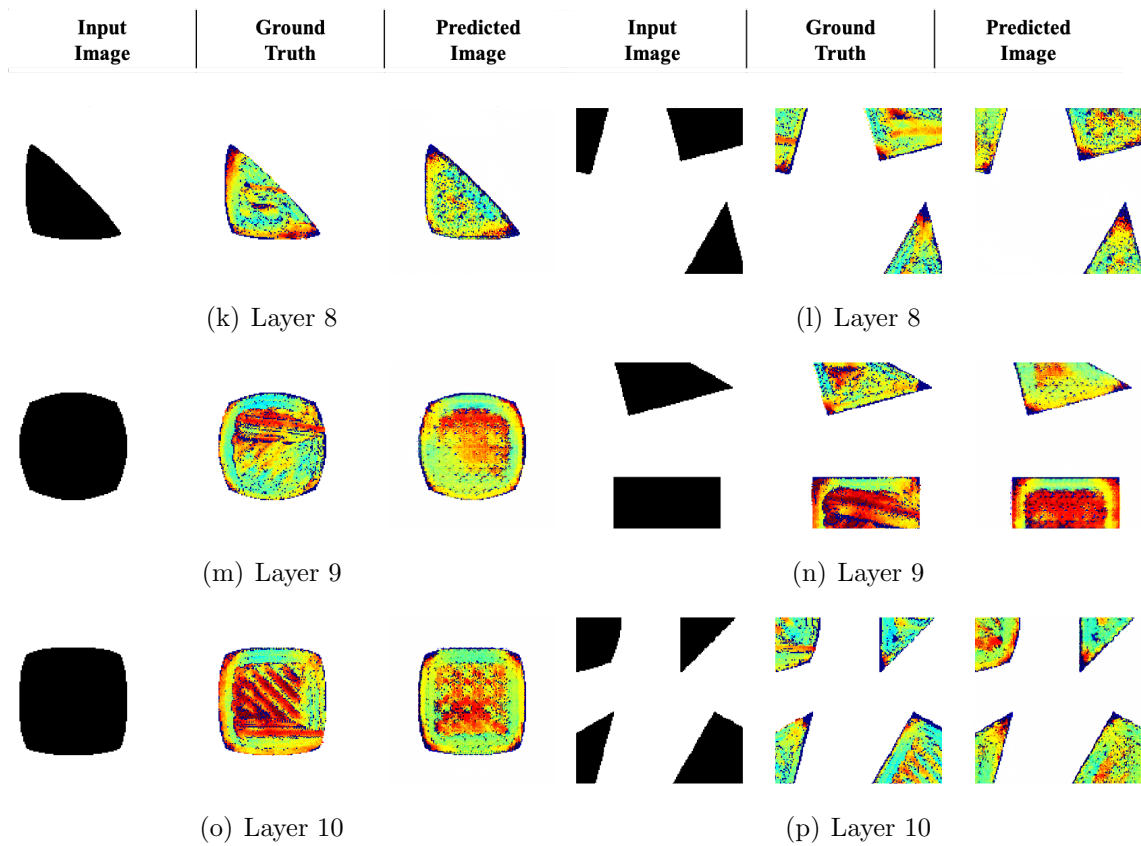 Input Image
Ground Truth
Predicted Image
Input Image
Ground Truth
Predicted Image
(k) Layer 8
(l) Layer 8
(m) Layer 9
(n) Layer 9
(o) Layer 10
(p) Layer 10